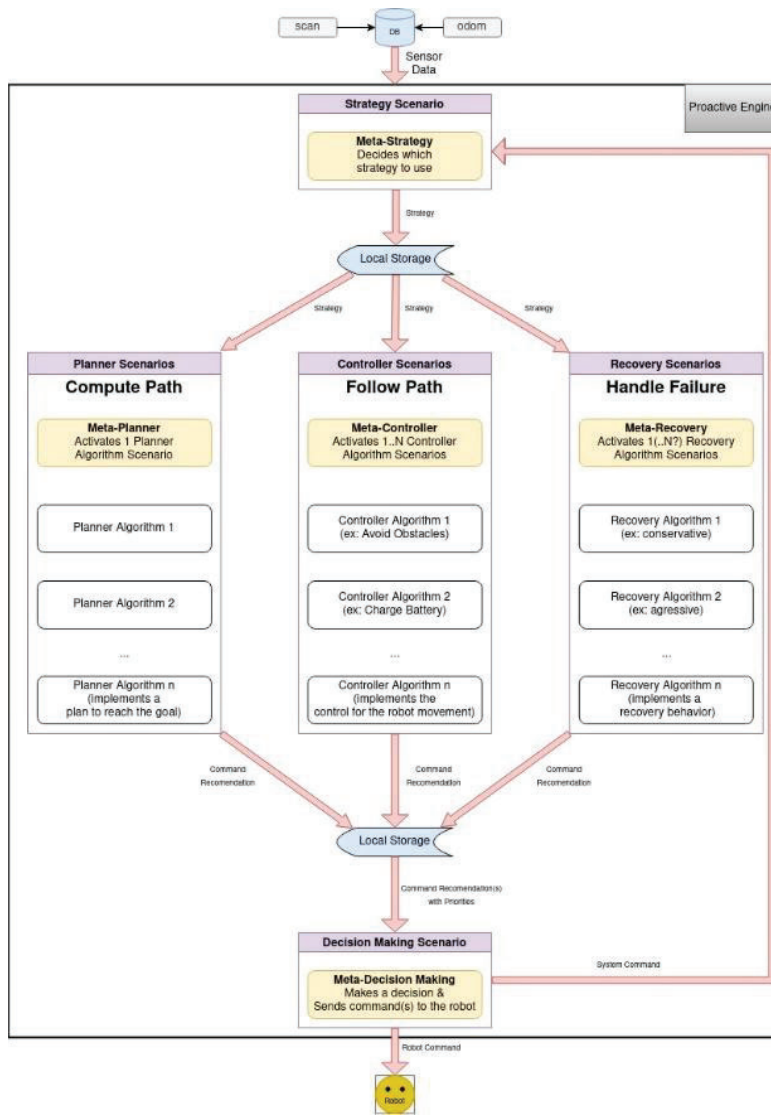 scan
DB
odom
Sensor
Data
Proactive Engine
Strategy Scenario
Meta-Strategy
Decides which
strategy to use
Strategy
Local Storage
Strategy
Strategy
Strategy
Planner Scenarios
Compute Path
Meta-Planner
Activates 1 Planner
Algorithm Scenario
Planner Algorithm 1
Planner Algorithm 2
...
Planner Algorithm n
(implements a
plan to reach the goal)
Controller Scenarios
Follow Path
Meta-Controller
Activates 1..N Controller
Algorithm Scenarios
Controller Algorithm 1
(ex: Avoid Obstacles)
Controller Algorithm 2
(ex: Charge Battery)
...
Controller Algorithm n
(implements the
control for the robot movement)
Recovery Scenarios
Handle Failure
Meta-Recovery
Activates 1(..N?) Recovery
Algorithm Scenarios
Recovery Algorithm 1
(ex: conservative)
Recovery Algorithm 2
(ex: agressive)
...
Recovery Algorithm n
(implements a
recovery behavior)
Command
Recomendation
Command
Recomendation
Command
Recomendation
Local Storage
Command Recomendation(s)
with Priorities
Decision Making Scenario
Meta-Decision Making
Makes a decision &
Sends command(s) to the robot
System Command
Robot Command
Robot